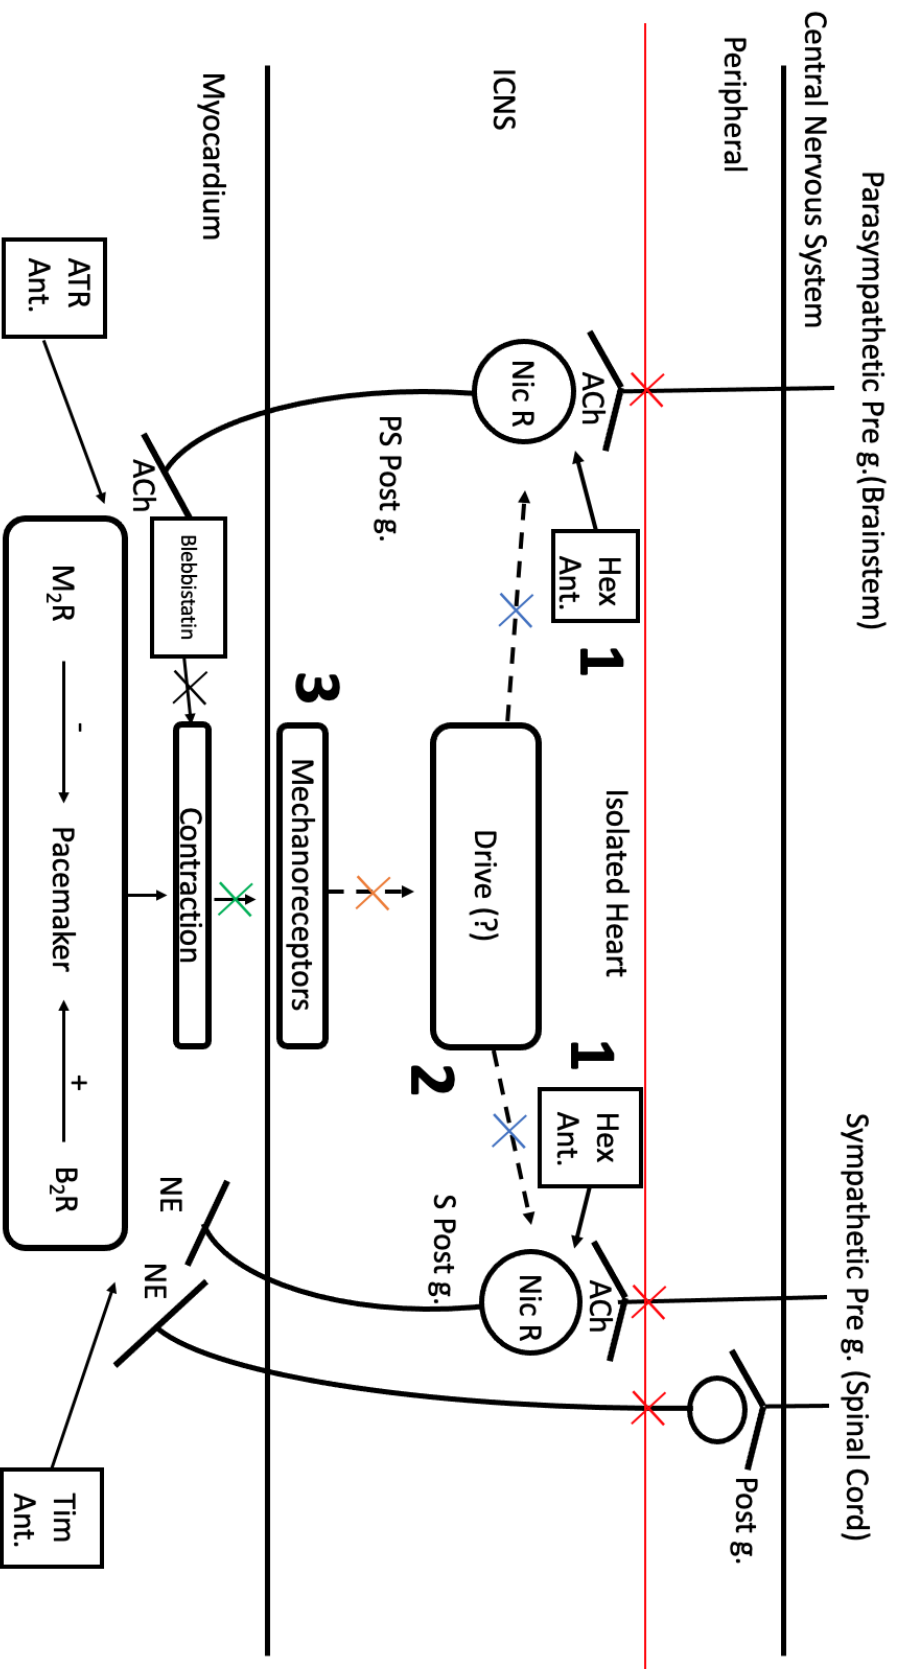 Parasympathetic Pre g.(Brainstem)
Sympathetic Pre g. (Spinal Cord)
Central Nervous System
Peripheral
Post g.
Isolated Heart
ICNS
ACh
Nic R
Hex
Ant.
1
1
Hex
Ant.
ACh
Nic R
Drive (?)
2
PS Post g.
S Post g.
3
Mechanoreceptors
Myocardium
ACh
Blebbistatin
Contraction
NE
NE
ATR
Ant.
M₂R
-
Pacemaker
+
B₂R
Tim
Ant.